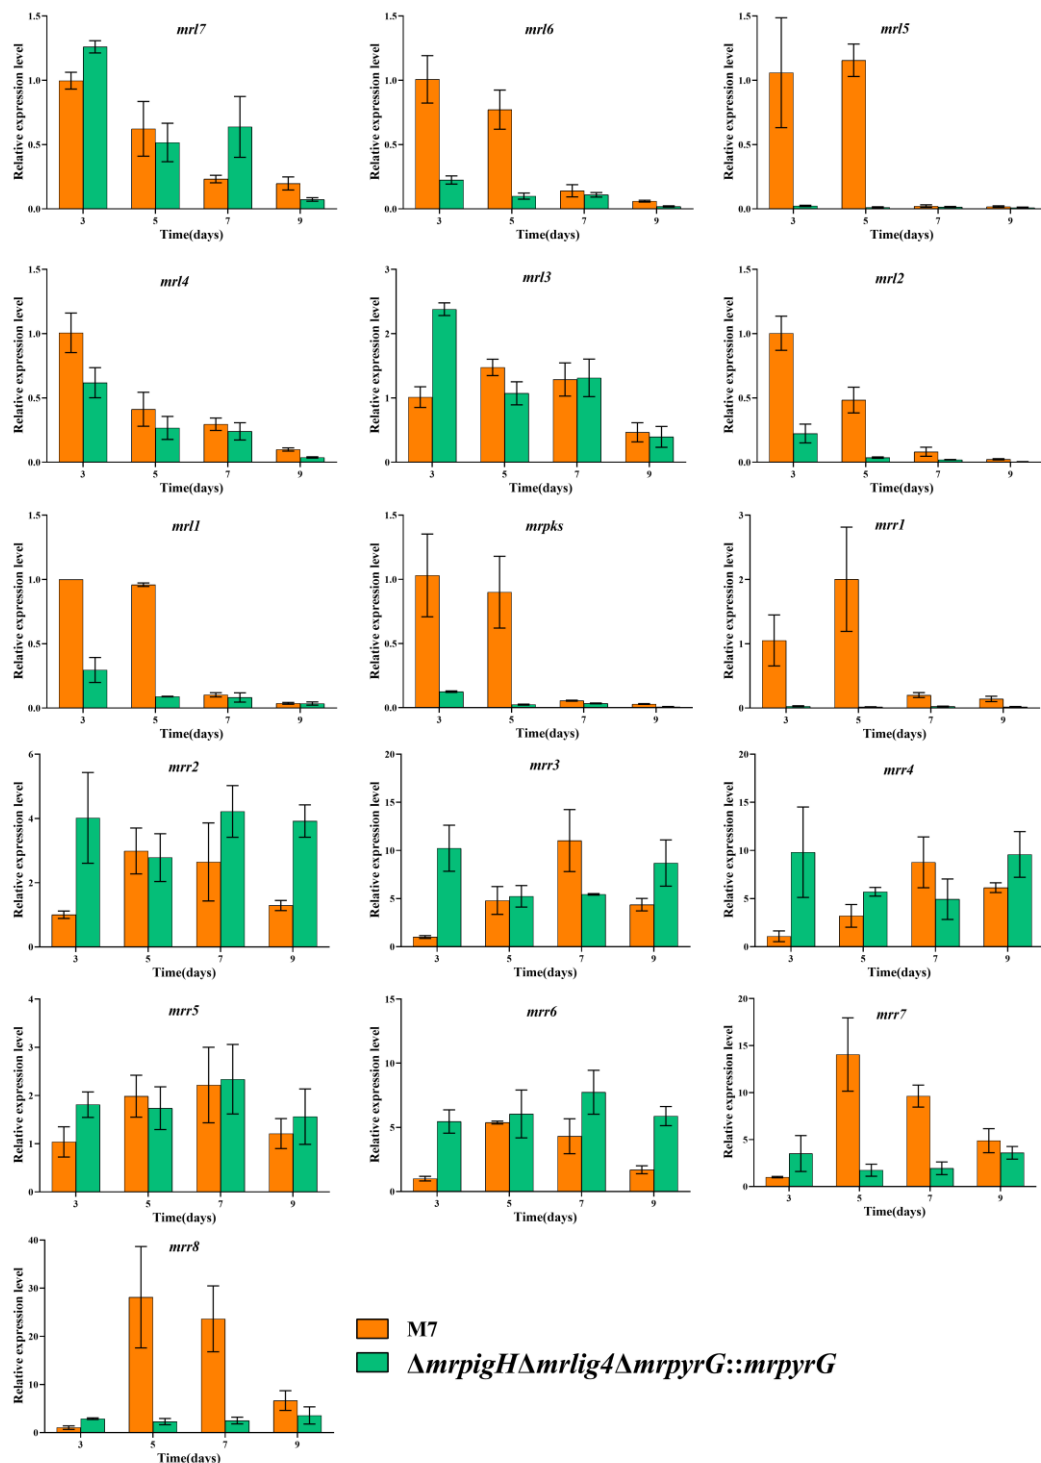 mrl7
Relative expression level
1.5
1.0
0.5
0.0
3 5 7 9
Time(days)
mrl6
Relative expression level
1.5
1.0
0.5
0.0
3 5 7 9
Time(days)
mrl5
Relative expression level
1.5
1.0
0.5
0.0
3 5 7 9
Time(days)
mrl4
Relative expression level
1.5
1.0
0.5
0.0
3 5 7 9
Time(days)
mrl3
Relative expression level
3
2
1
0
3 5 7 9
Time(days)
mrl2
Relative expression level
1.5
1.0
0.5
0.0
3 5 7 9
Time(days)
mrl1
Relative expression level
1.5
1.0
0.5
0.0
3 5 7 9
Time(days)
mrpks
Relative expression level
1.5
1.0
0.5
0.0
3 5 7 9
Time(days)
mrr1
Relative expression level
3
2
1
0
3 5 7 9
Time(days)
mrr2
Relative expression level
6
4
2
0
3 5 7 9
Time(days)
mrr3
Relative expression level
20
15
10
5
0
3 5 7 9
Time(days)
mrr4
Relative expression level
20
15
10
5
0
3 5 7 9
Time(days)
mrr5
Relative expression level
4
3
2
1
0
3 5 7 9
Time(days)
mrr6
Relative expression level
15
10
5
0
3 5 7 9
Time(days)
mrr7
Relative expression level
20
15
10
5
0
3 5 7 9
Time(days)
mrr8
Relative expression level
40
30
20
10
0
3 5 7 9
Time(days)
M7
ΔmrpigHΔmrlig4ΔmrpyrG::mrpyrG